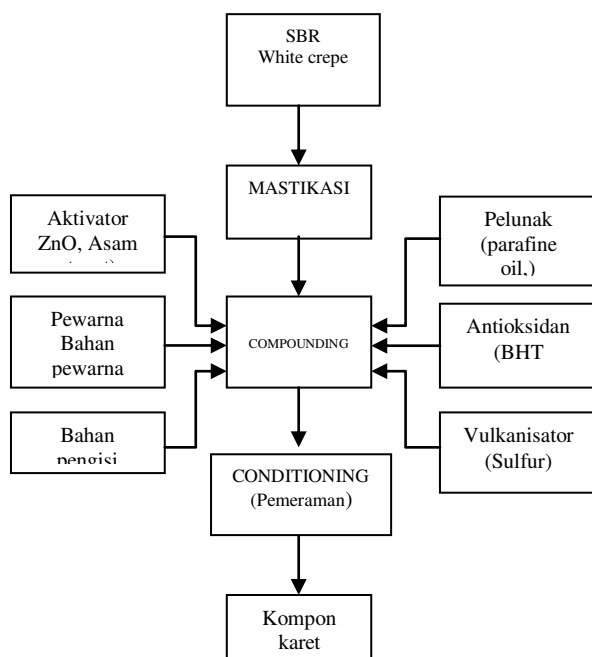 SBR
White crepe
MASTIKASI
Aktivator
ZnO, Asam
Pelunak
(parafine
oil,)
Pewarna
Bahan
pewarna
COMPOUNDING
Antioksidan
(BHT
Bahan
pengisi
Vulkanisator
(Sulfur)
CONDITIONING
(Pemeraman)
Kompon
karet